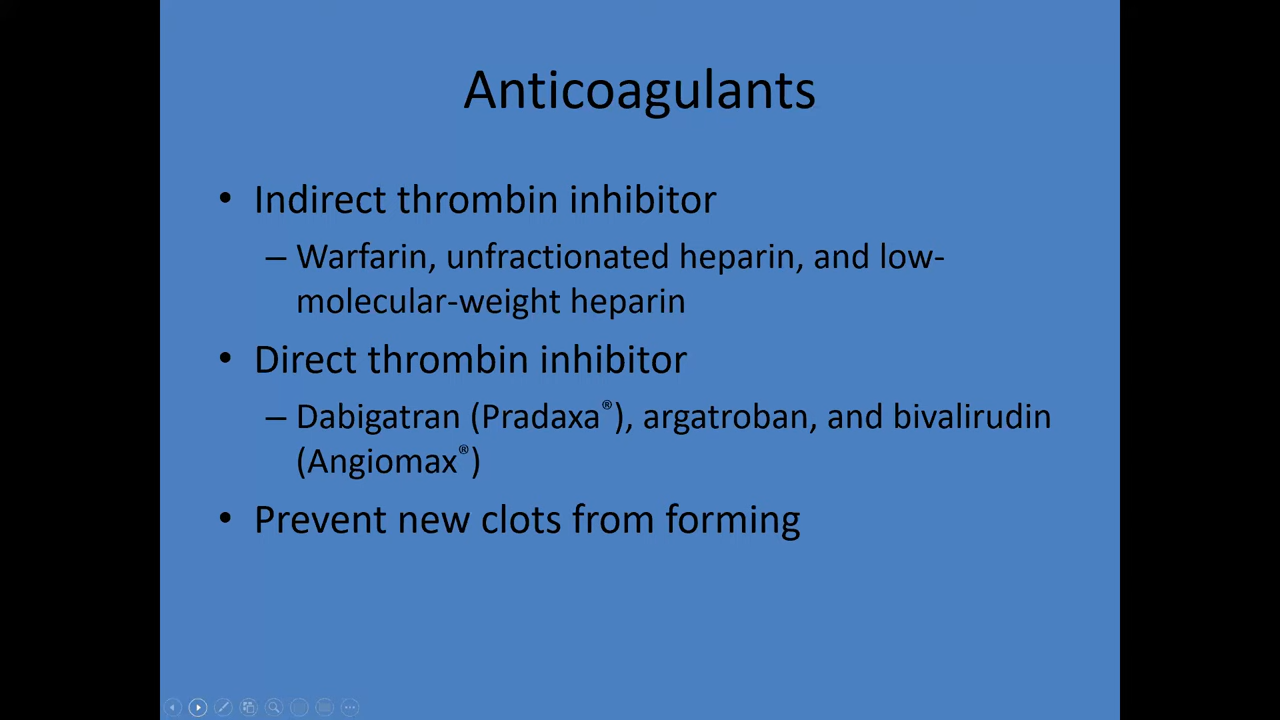 Anticoagulants
• Indirect thrombin inhibitor
– Warfarin, unfractionated heparin, and low-
molecular-weight heparin
• Direct thrombin inhibitor
– Dabigatran (Pradaxa®), argatroban, and bivalirudin
(Angiomax®)
• Prevent new clots from forming